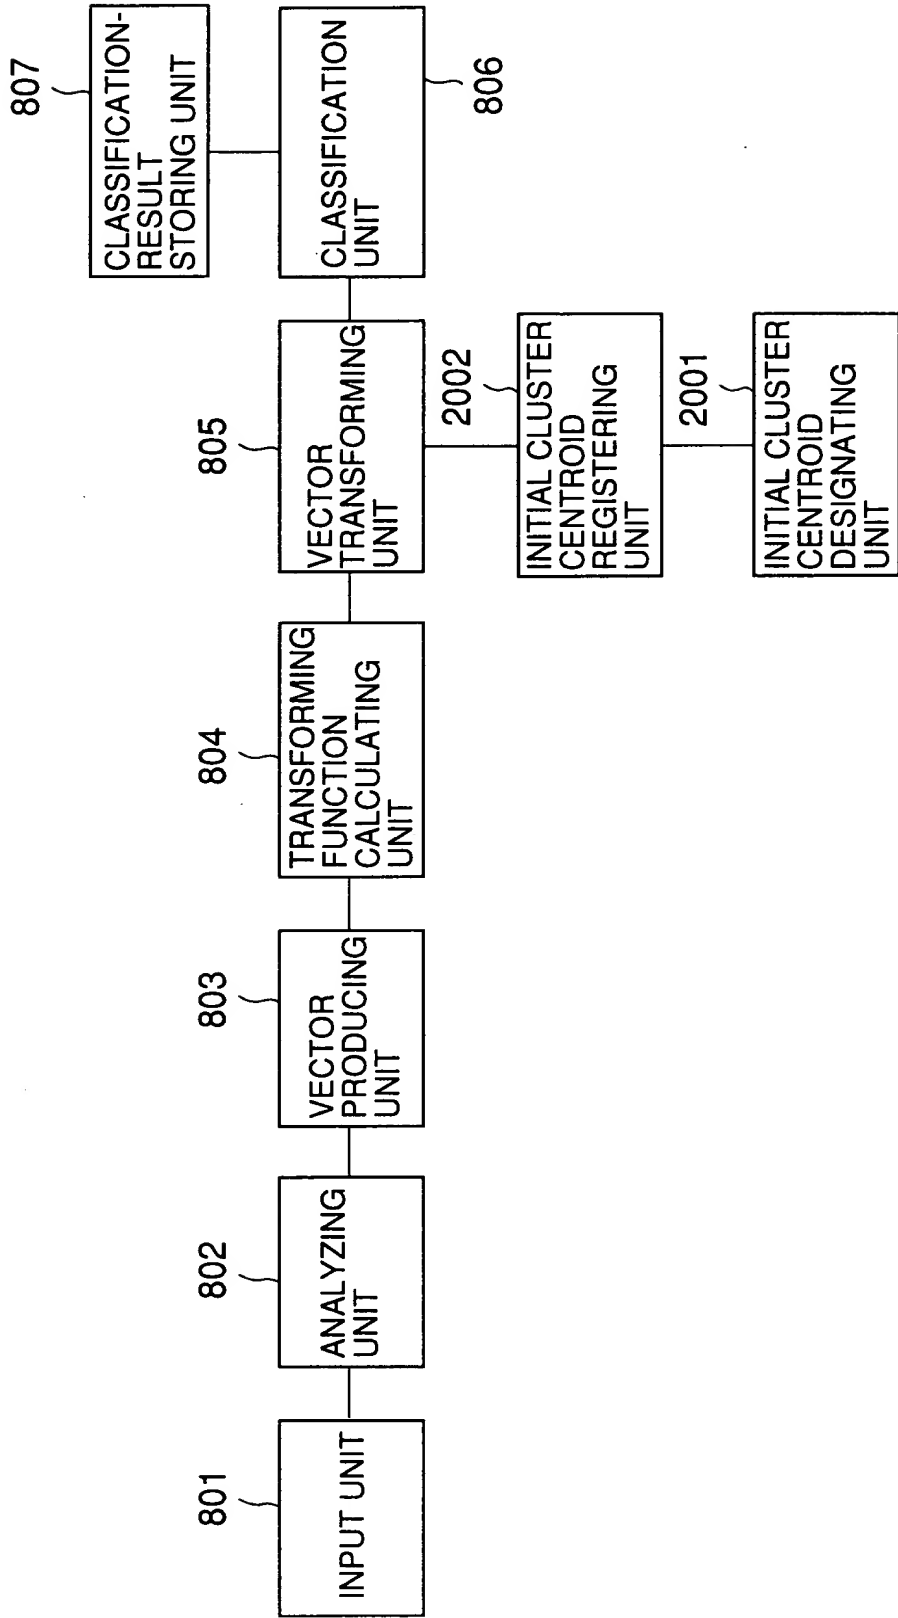 801
INPUT UNIT
802
ANALYZING
UNIT
803
VECTOR
PRODUCING
UNIT
804
TRANSFORMING
FUNCTION
CALCULATING
UNIT
805
VECTOR
TRANSFORMING
UNIT
806
CLASSIFICATION
UNIT
807
CLASSIFICATION-
RESULT
STORING UNIT
2002
INITIAL CLUSTER
CENTROID
REGISTERING
UNIT
2001
INITIAL CLUSTER
CENTROID
DESIGNATING
UNIT